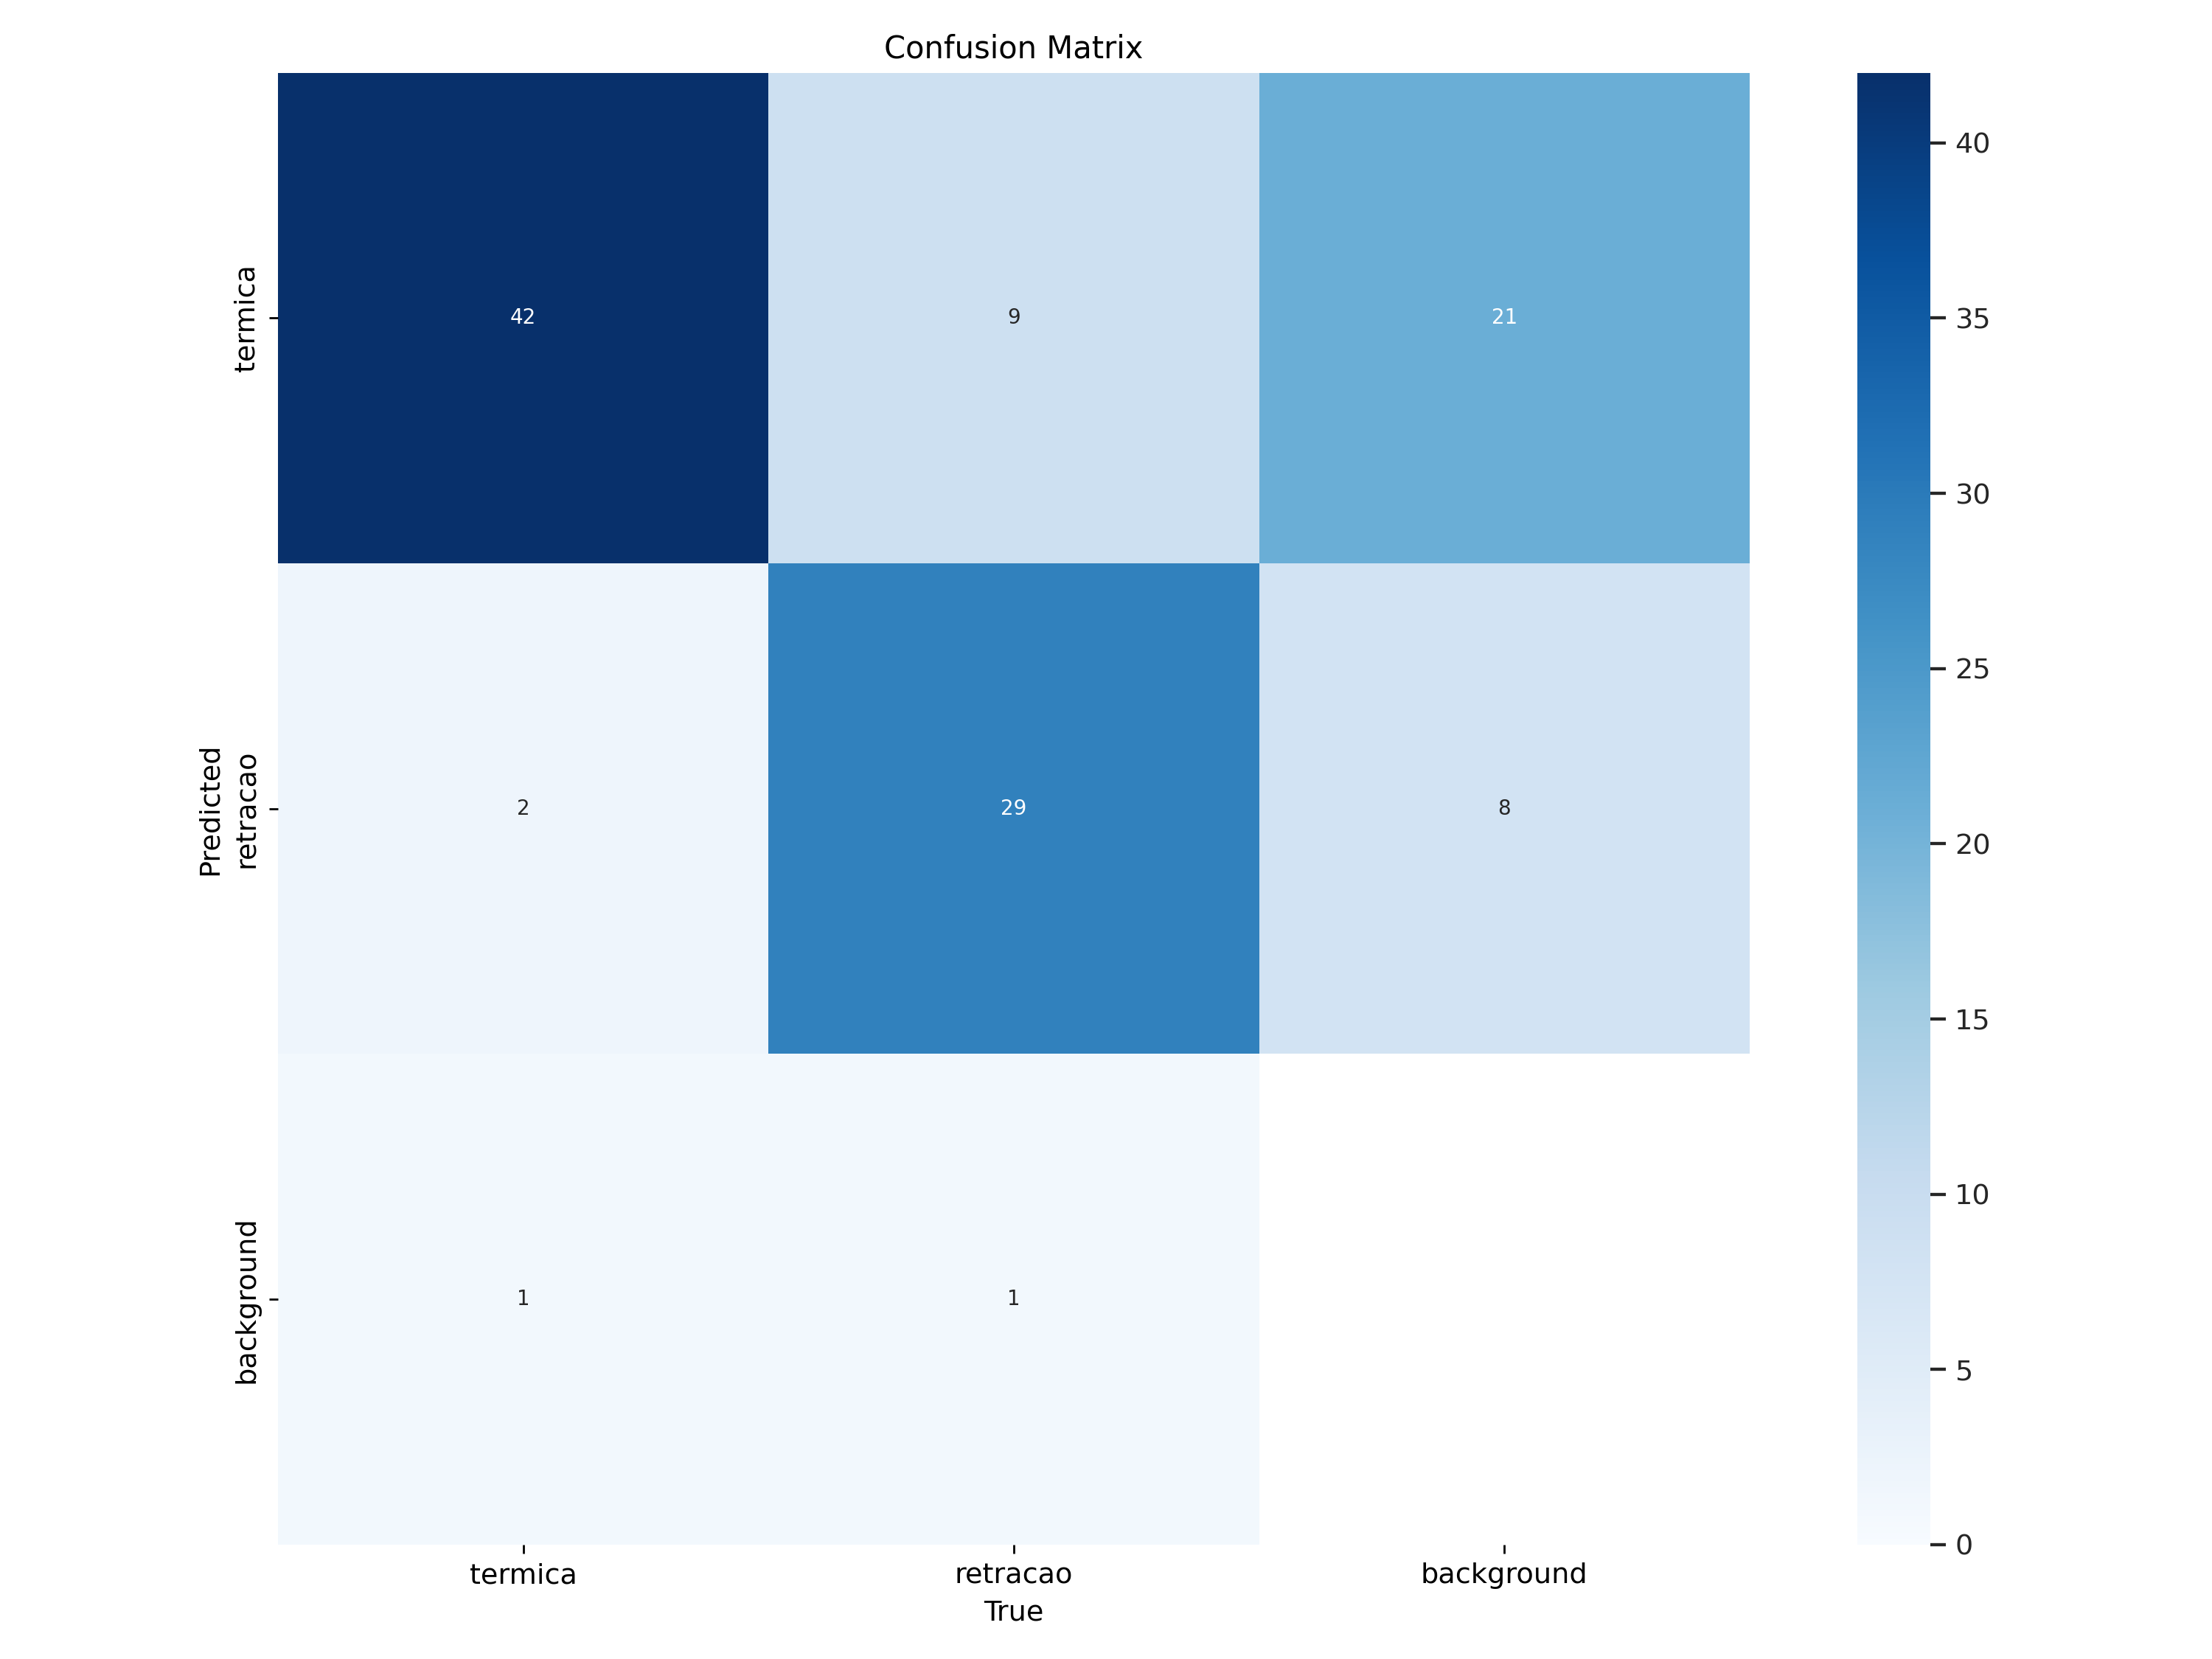 Confusion Matrix
Predicted
termica
42
9
21
retracao
2
29
8
background
1
1
termica
retracao
background
True
40
35
30
25
20
15
10
5
0